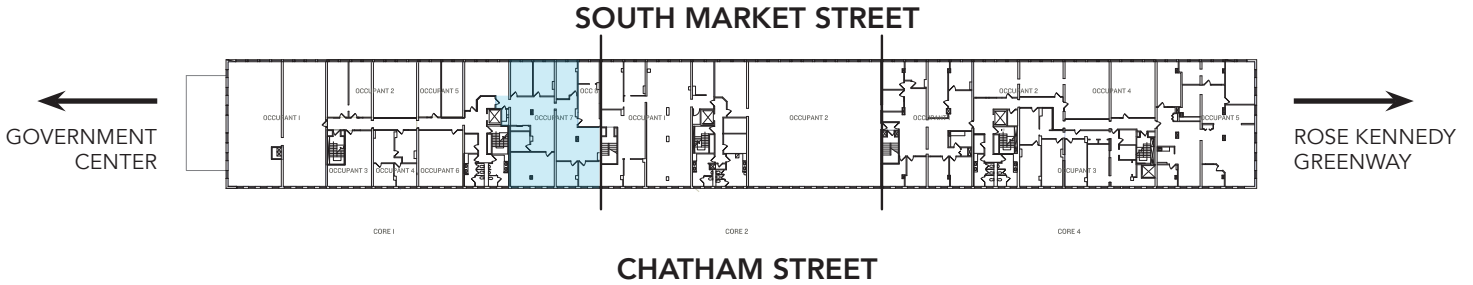 SOUTH MARKET STREET
GOVERNMENT
CENTER
ROSE KENNEDY
GREENWAY
OCCUPANT 1
OCCUPANT 2
OCCUPANT 5
OCCUPANT 3
OCCUPANT 4
OCCUPANT 6
OCCUPANT 7
OCC 8
OCCUPANT 1
OCCUPANT 2
OCCUPANT 2
OCCUPANT 4
OCCUPANT 3
OCCUPANT 5
CORE 1
CORE 2
CORE 4
CHATHAM STREET